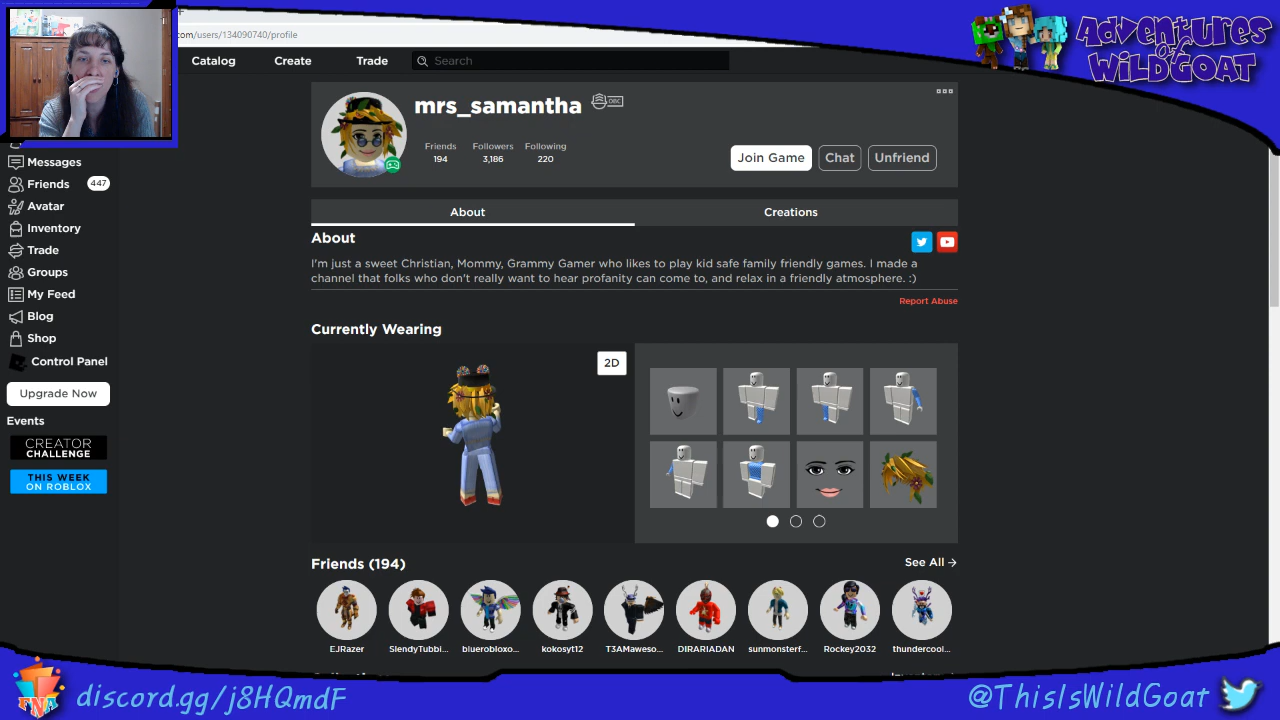 com/users/134090740/profile
Adventures
of
WildGoat
Catalog
Create
Trade
Search
mrs_samantha
OBC
Friends
Followers
Following
194
3,186
220
Join Game
Chat
Unfriend
Messages
Friends
447
Avatar
Inventory
Trade
Groups
My Feed
Blog
Shop
Control Panel
Upgrade Now
Events
CREATOR
CHALLENGE
THIS WEEK
ON ROBLOX
About
Creations
About
I'm just a sweet Christian, Mommy, Grammy Gamer who likes to play kid safe family friendly games. I made a
channel that folks who don't really want to hear profanity can come to, and relax in a friendly atmosphere. :)
Report Abuse
Currently Wearing
2D
Friends (194)
See All
EJRazer
SlendyTubbi...
bluerobloxo...
kokosyt12
T3AMaweso...
DIRARIADAN
sunmonsterf...
Rockey2032
thundercool...
FNA
discord.gg/j8HQmdF
@ThisIsWildGoat